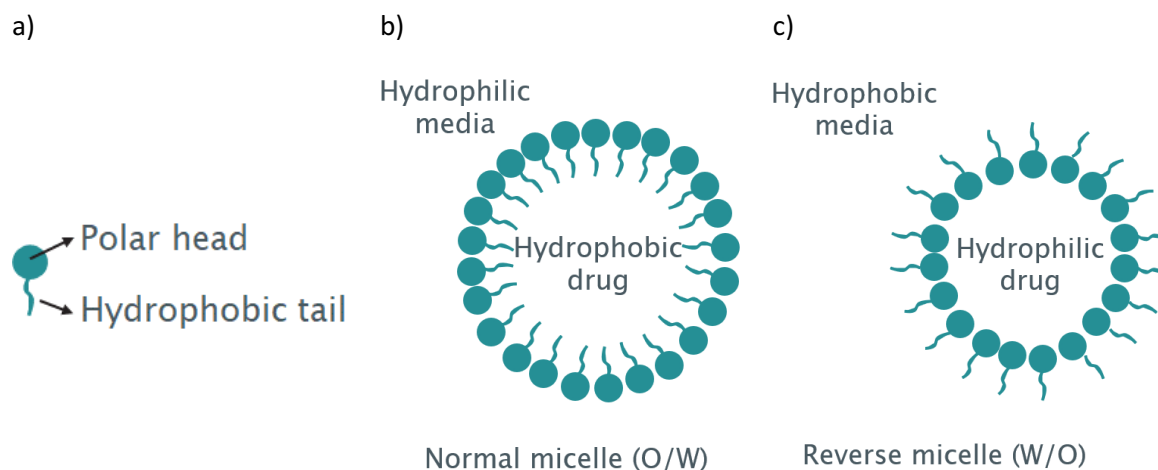 a)
Polar head
Hydrophobic tail
b)
Hydrophilic
media
Hydrophobic
drug
Normal micelle (O/W)
c)
Hydrophobic
media
Hydrophilic
drug
Reverse micelle (W/O)